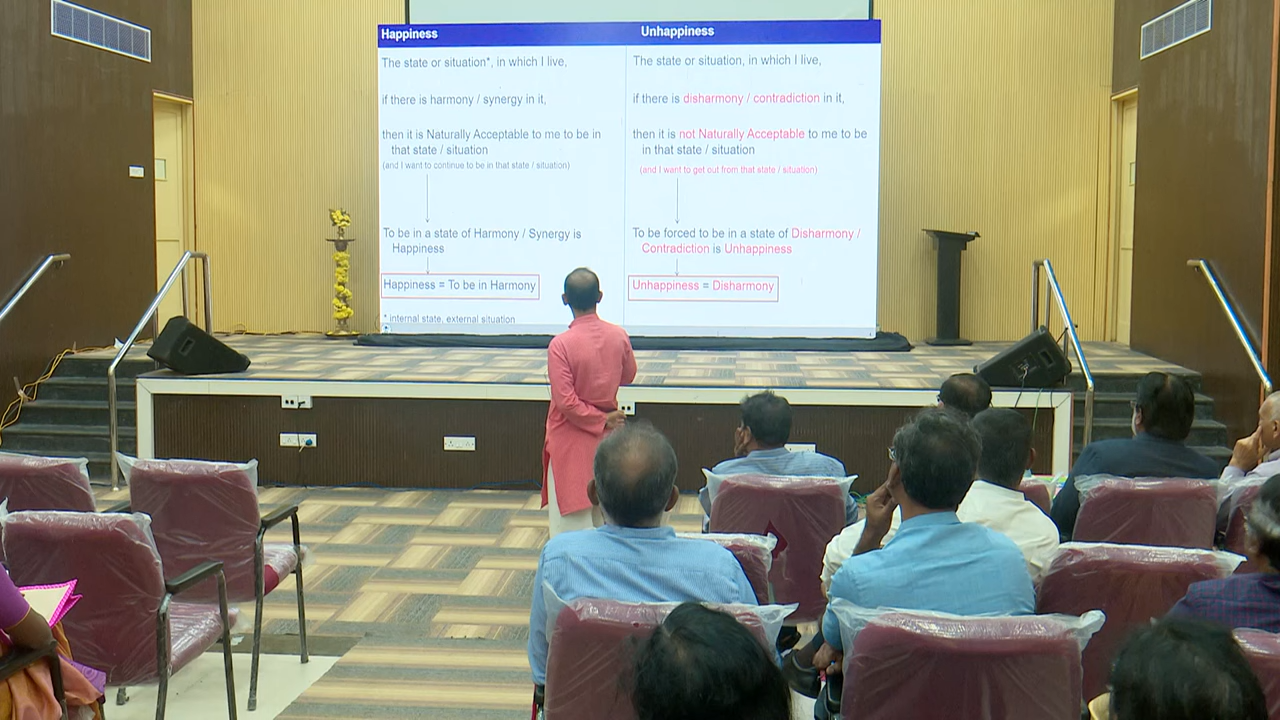 Happiness
The state or situation*, in which I live,
if there is harmony / synergy in it,
then it is Naturally Acceptable to me to be in
that state / situation
(and I want to continue to be in that state / situation)
To be in a state of Harmony / Synergy is
Happiness
Happiness = To be in Harmony
* internal state, external situation
Unhappiness
The state or situation, in which I live,
if there is disharmony / contradiction in it,
then it is not Naturally Acceptable to me to be
in that state / situation
(and I want to get out from that state / situation)
To be forced to be in a state of Disharmony /
Contradiction is Unhappiness
Unhappiness = Disharmony